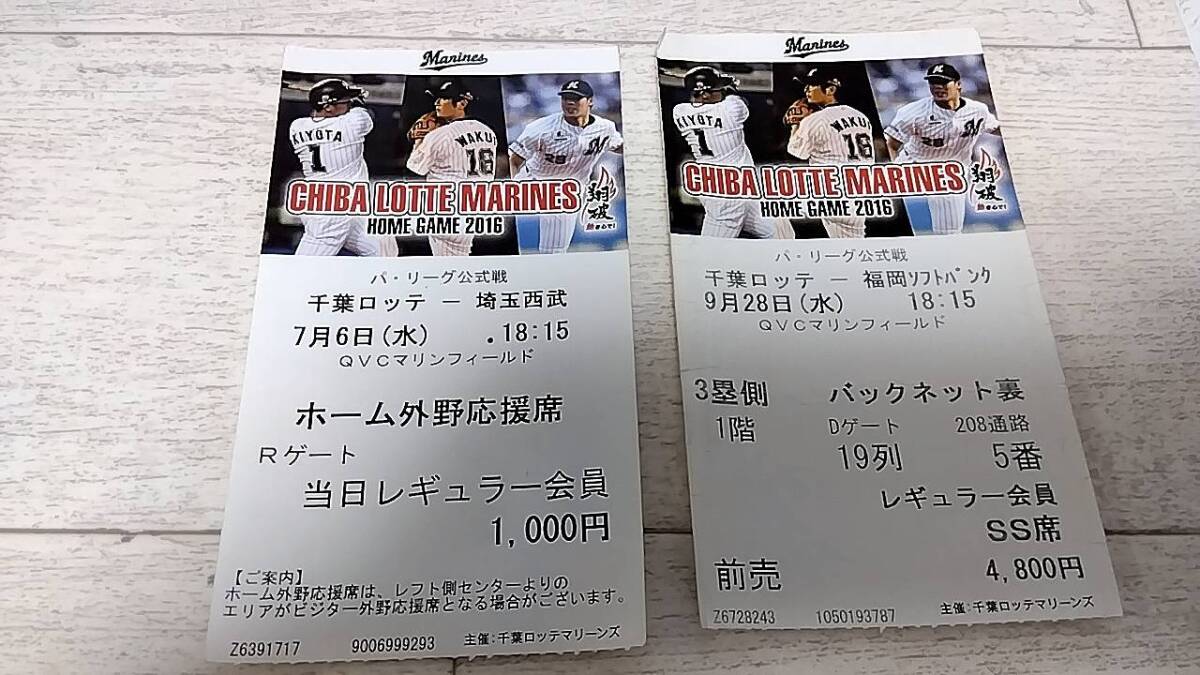 Marines
KIYOTA
1
WAKUI
16
M
CHIBA LOTTE MARINES
HOME GAME 2016
翔破
パ・リーグ公式戦
千葉ロッテ － 埼玉西武
7月6日(水) 18:15
QVCマリンフィールド
ホーム外野応援席
Rゲート
当日レギュラー会員
1,000円
【ご案内】
ホーム外野応援席は、レフト側センターよりの
エリアがビジター外野応援席となる場合がございます。
Z6391717 9006999293 主催：千葉ロッテマリーンズ
Marines
KIYOTA
1
WAKUI
16
M
CHIBA LOTTE MARINES
HOME GAME 2016
翔破
パ・リーグ公式戦
千葉ロッテ － 福岡ｿﾌﾄﾊﾞﾝｸ
9月28日(水) 18:15
QVCマリンフィールド
3塁側 バックネット裏
1階 Dゲート 208通路
19列 5番
レギュラー会員
SS席
前売 4,800円
Z6728243 1050193787 主催：千葉ロッテマリーンズ